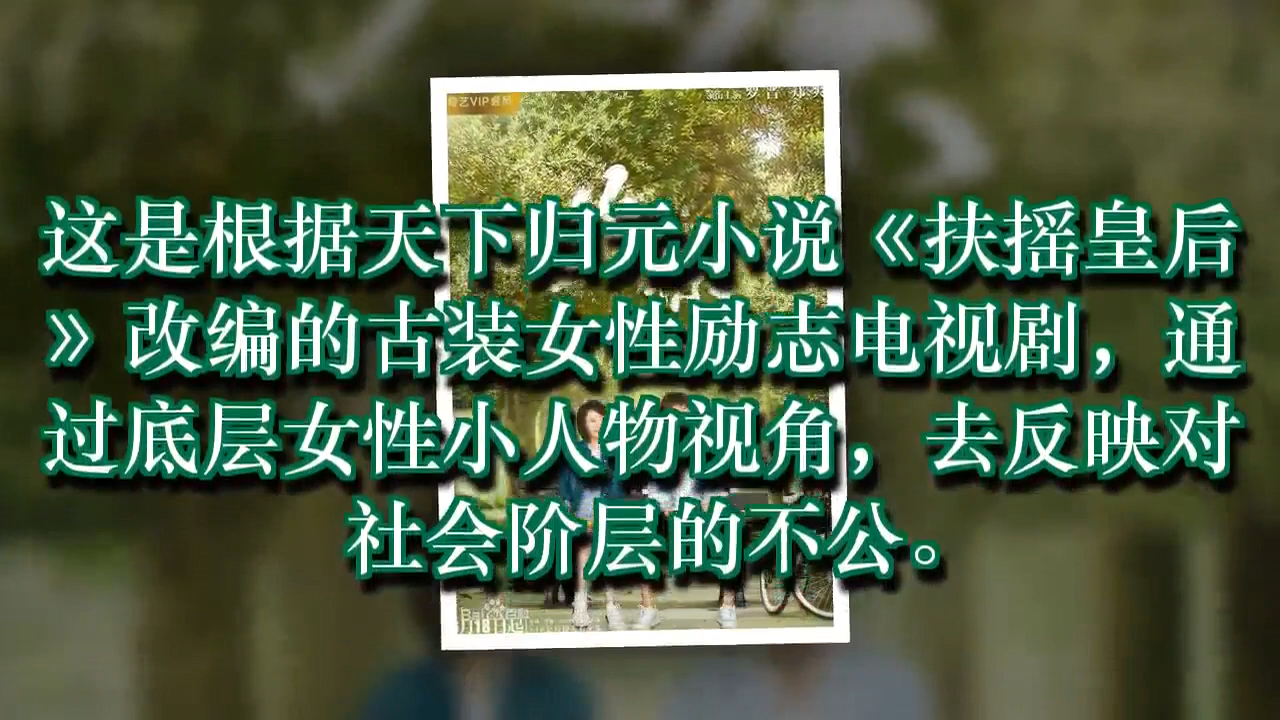 这是根据天下归元小说《扶摇皇后
》改编的古装女性励志电视剧，通
过底层女性小人物视角，去反映对
社会阶层的不公。